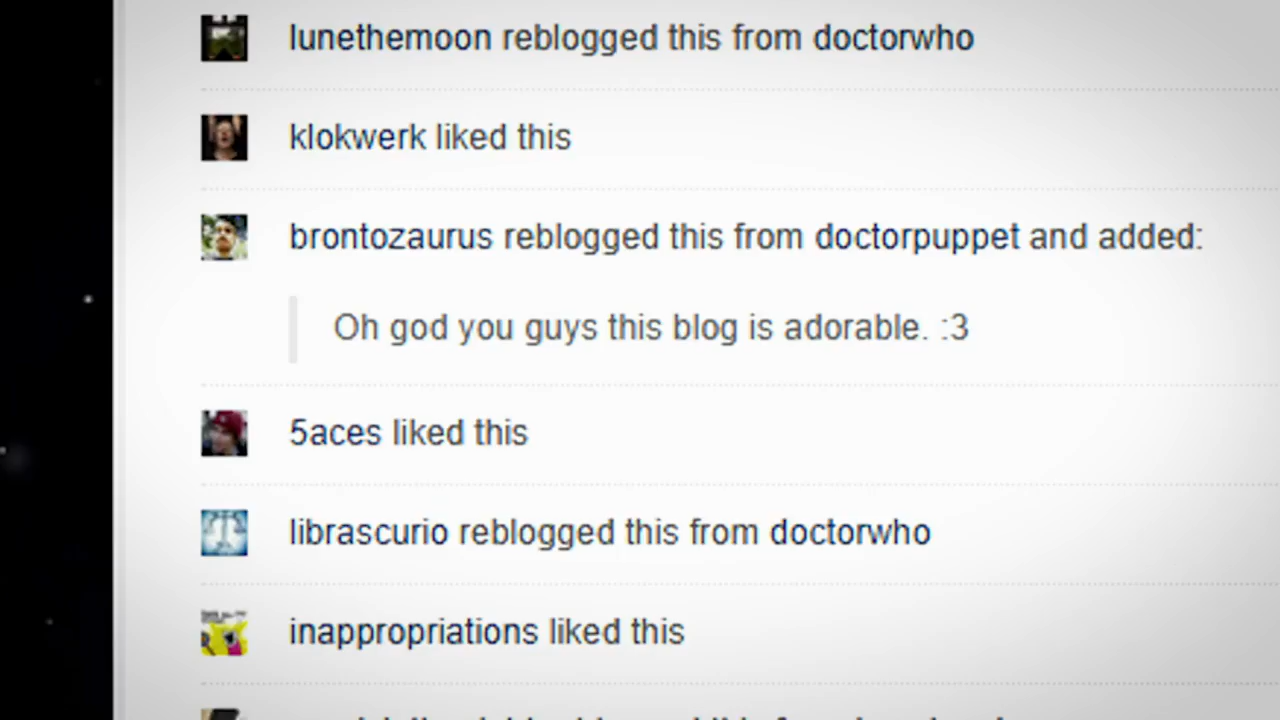 lunethemoon reblogged this from doctorwho
klokwerk liked this
brontozaurus reblogged this from doctorpuppet and added:
Oh god you guys this blog is adorable. :3
5aces liked this
librascurio reblogged this from doctorwho
inappropriations liked this